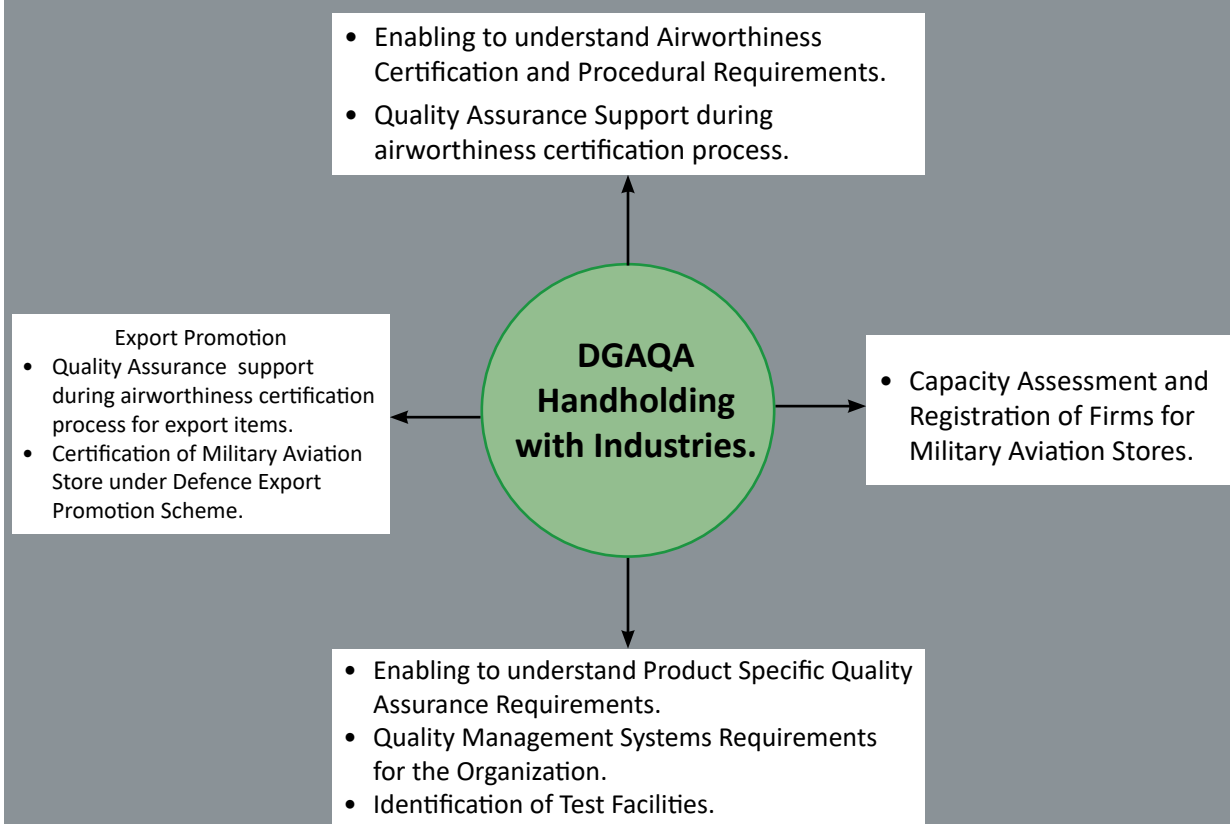 • Enabling to understand Airworthiness
Certification and Procedural Requirements.
• Quality Assurance Support during
airworthiness certification process.
Export Promotion
• Quality Assurance support
during airworthiness certification
process for export items.
• Certification of Military Aviation
Store under Defence Export
Promotion Scheme.
DGAQA
Handholding
with Industries.
• Capacity Assessment and
Registration of Firms for
Military Aviation Stores.
• Enabling to understand Product Specific Quality
Assurance Requirements.
• Quality Management Systems Requirements
for the Organization.
• Identification of Test Facilities.